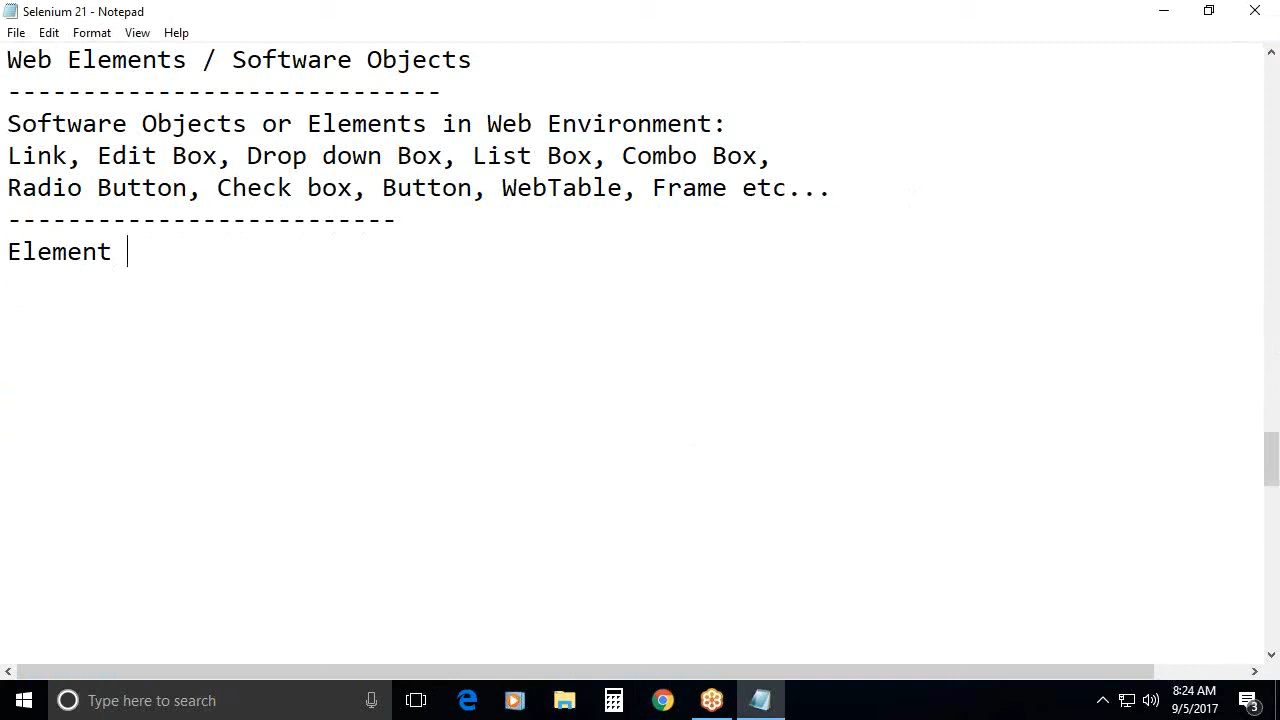 Selenium 21 - Notepad
File Edit Format View Help
Web Elements / Software Objects
-----------------------------
Software Objects or Elements in Web Environment:
Link, Edit Box, Drop down Box, List Box, Combo Box,
Radio Button, Check box, Button, WebTable, Frame etc...
--------------------------
Element
Type here to search
8:24 AM
9/5/2017
3